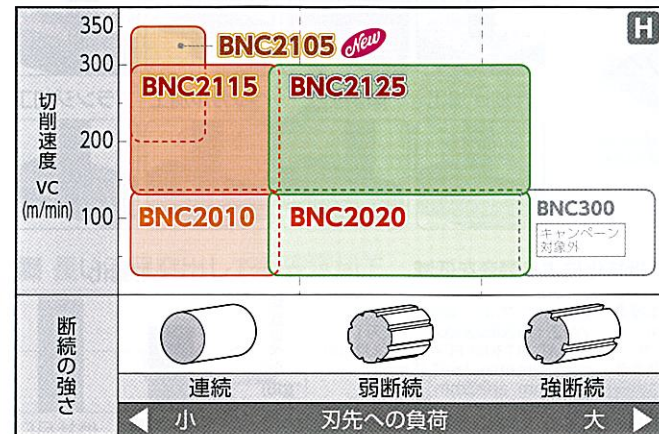 350
BNC2105 New
H
300
BNC2115
BNC2125
切削速度
VC
(m/min)
200
100
BNC2010
BNC2020
BNC300
キャンペーン
対象外
断続の強さ
連続
弱断続
強断続
小
刃先への負荷
大